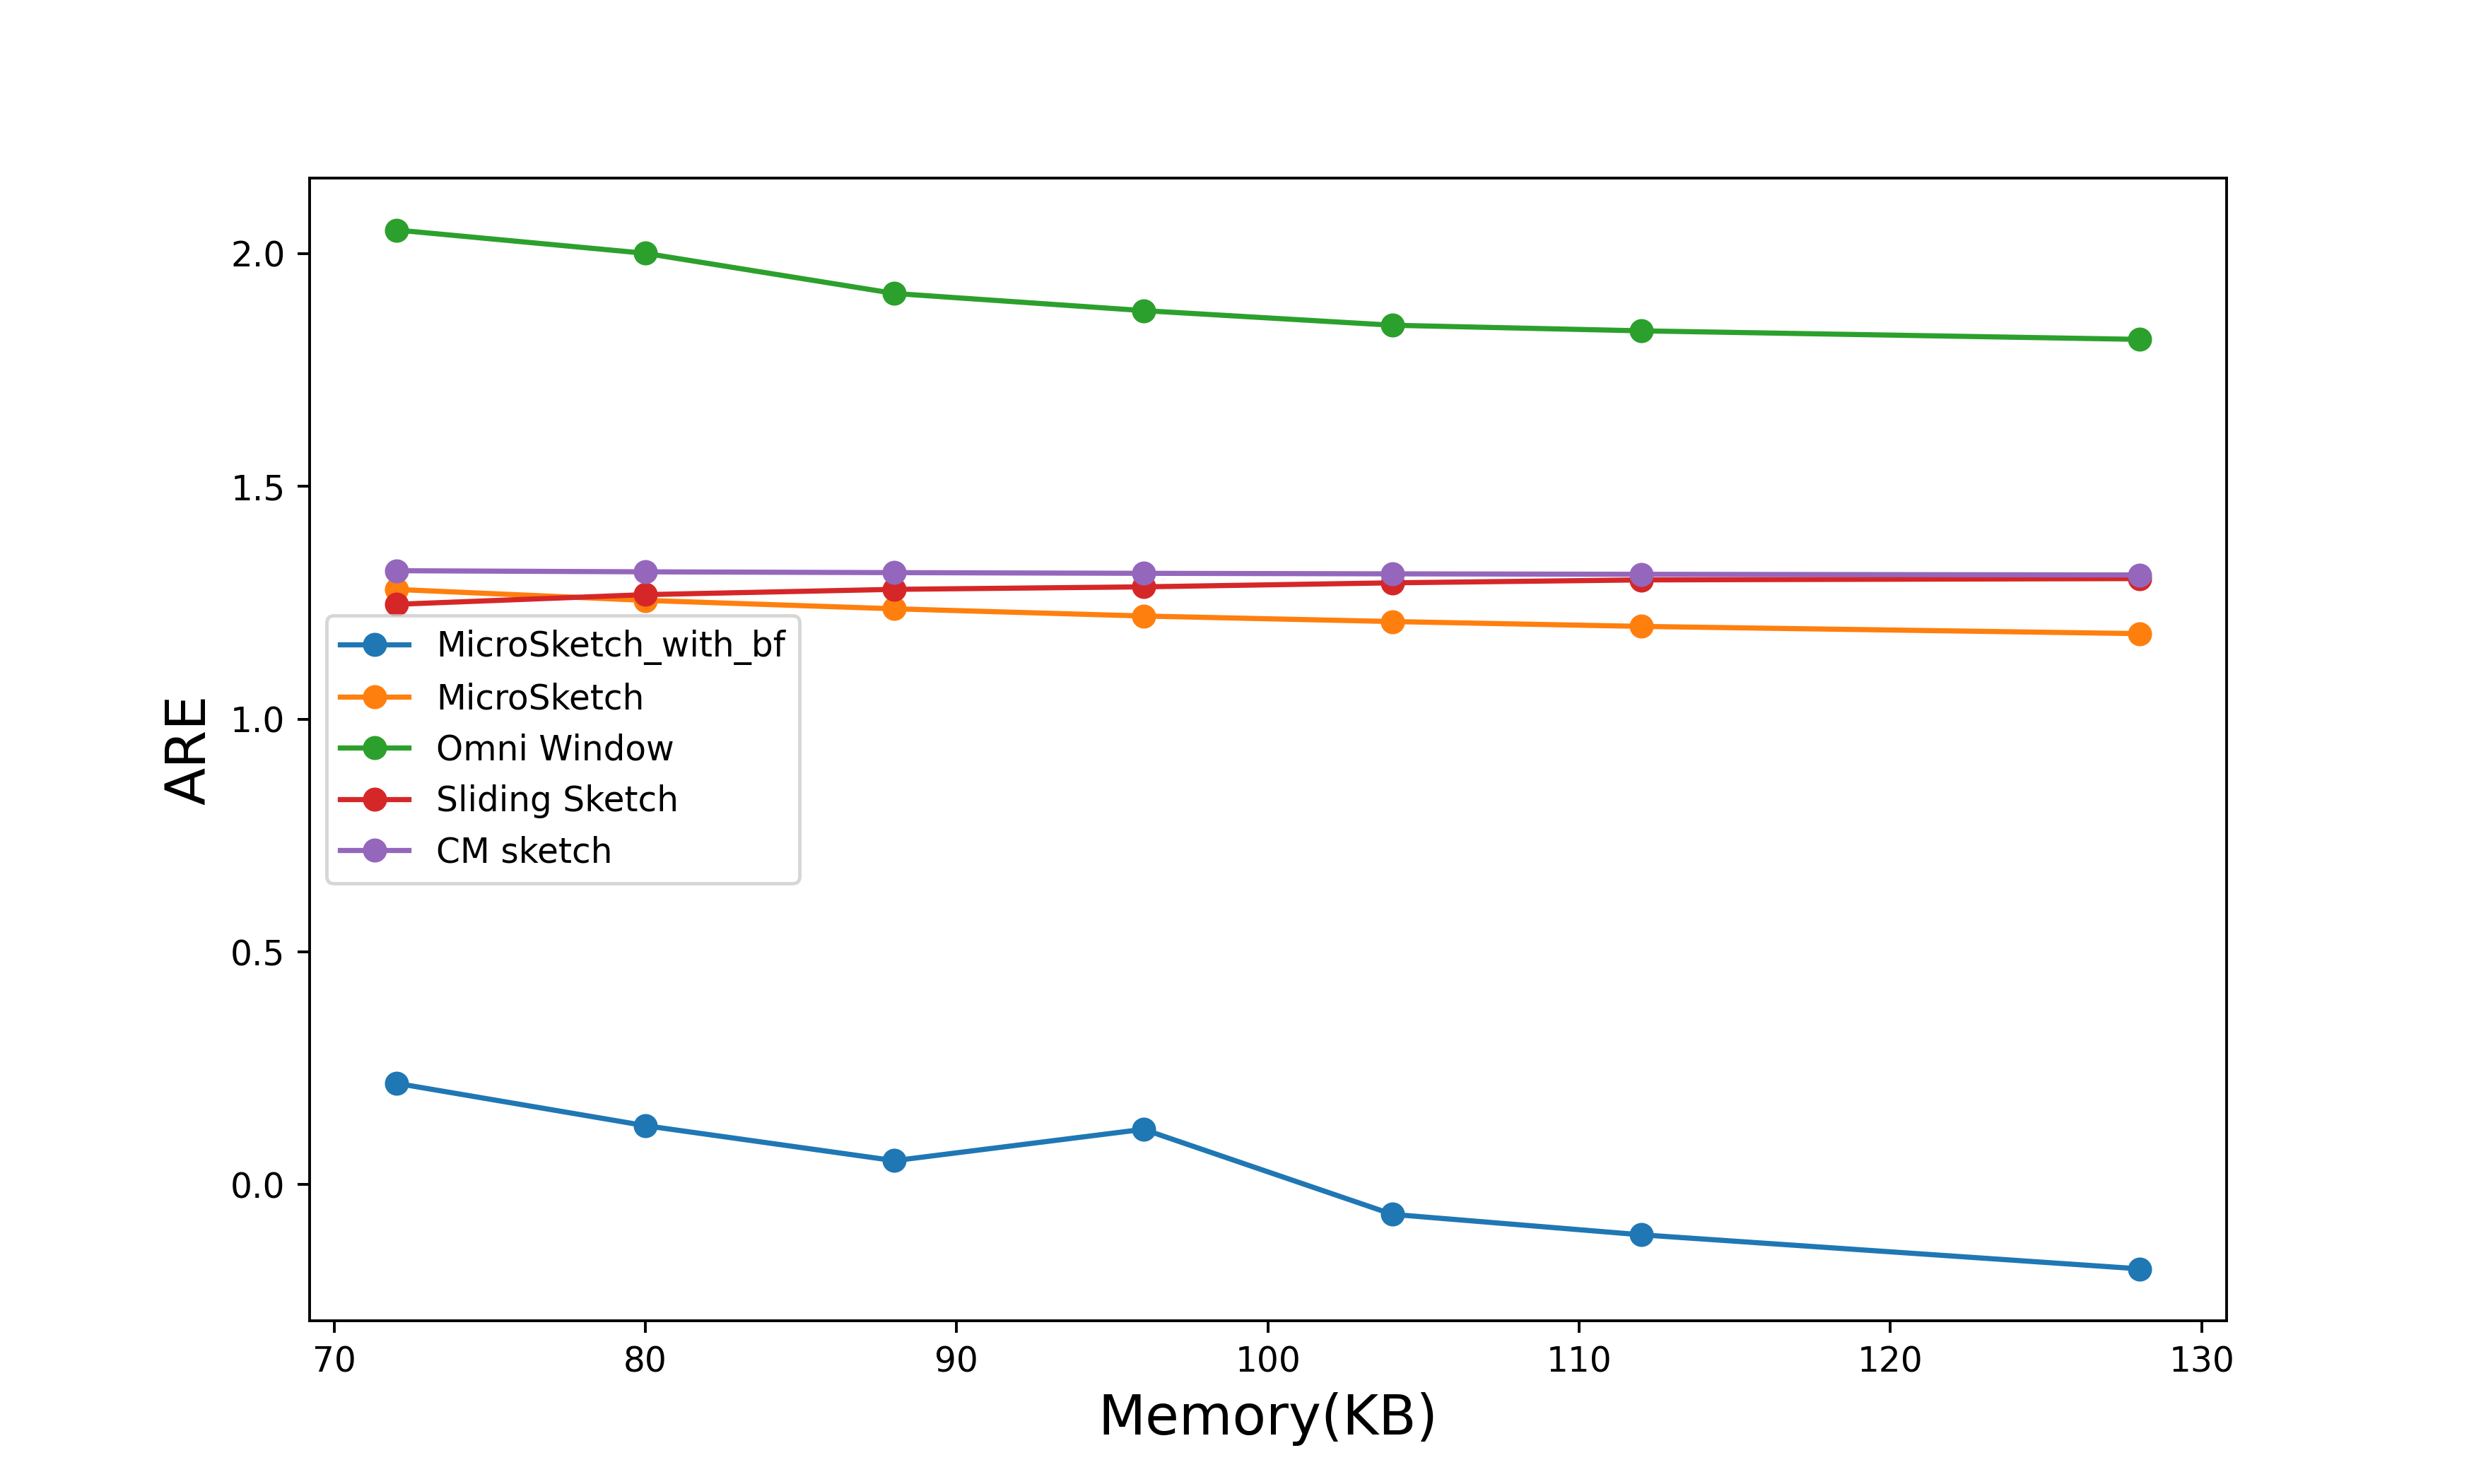 ARE
2.0
1.5
1.0
0.5
0.0
MicroSketch_with_bf
MicroSketch
Omni Window
Sliding Sketch
CM sketch
70 80 90 100 110 120 130
Memory(KB)